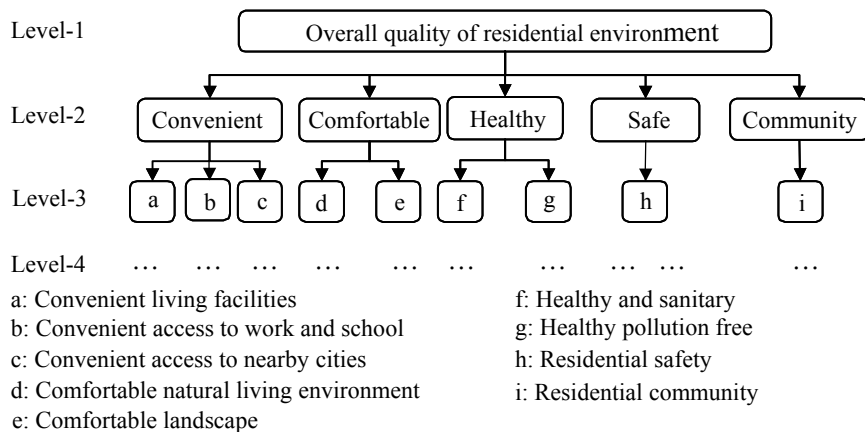 Level-1
Overall quality of residential environment
Level-2
Convenient
Comfortable
Healthy
Safe
Community
Level-3
a
b
c
d
e
f
g
h
i
Level-4
... ... ... ... ... ... ... ... ... ...
a: Convenient living facilities
b: Convenient access to work and school
c: Convenient access to nearby cities
d: Comfortable natural living environment
e: Comfortable landscape
f: Healthy and sanitary
g: Healthy pollution free
h: Residential safety
i: Residential community